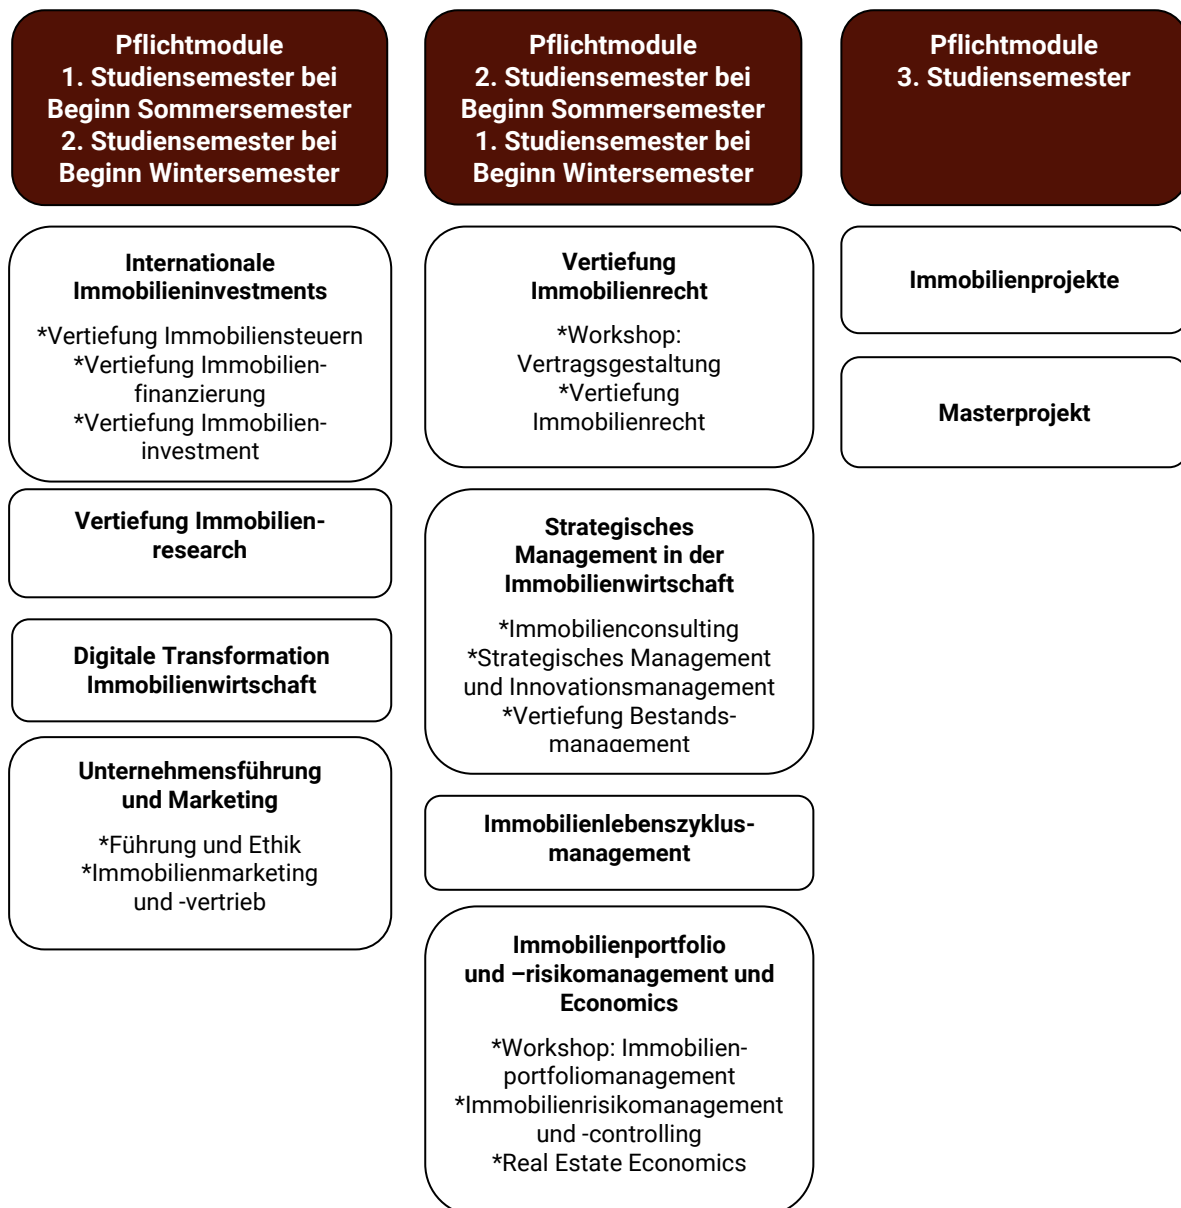 Pflichtmodule
1. Studiensemester bei
Beginn Sommersemester
2. Studiensemester bei
Beginn Wintersemester
Internationale
Immobilieninvestments
*Vertiefung Immobiliensteuern
*Vertiefung Immobilien-
finanzierung
*Vertiefung Immobilien-
investment
Vertiefung Immobilien-
research
Digitale Transformation
Immobilienwirtschaft
Unternehmensführung
und Marketing
*Führung und Ethik
*Immobilienmarketing
und -vertrieb
Pflichtmodule
2. Studiensemester bei
Beginn Sommersemester
1. Studiensemester bei
Beginn Wintersemester
Vertiefung
Immobilienrecht
*Workshop:
Vertragsgestaltung
*Vertiefung
Immobilienrecht
Strategisches
Management in der
Immobilienwirtschaft
*Immobilienconsulting
*Strategisches Management
und Innovationsmanagement
*Vertiefung Bestands-
management
Immobilienlebenszyklus-
management
Immobilienportfolio
und –risikomanagement und
Economics
*Workshop: Immobilien-
portfoliomanagement
*Immobilienrisikomanagement
und -controlling
*Real Estate Economics
Pflichtmodule
3. Studiensemester
Immobilienprojekte
Masterprojekt